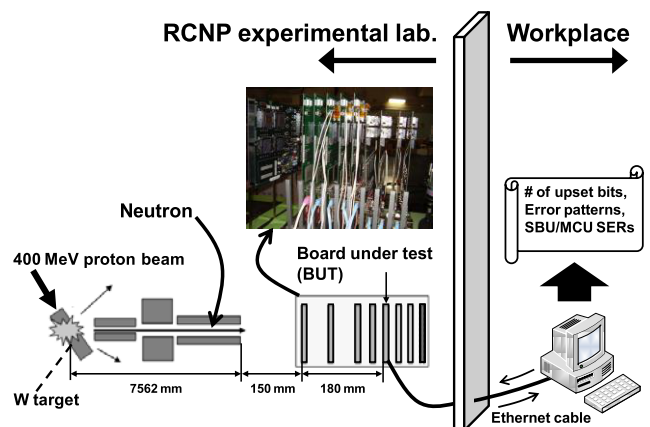 RCNP experimental lab.
Workplace
# of upset bits,
Error patterns,
SBU/MCU SERs
Neutron
Board under test
(BUT)
400 MeV proton beam
7562 mm
150 mm
180 mm
W target
Ethernet cable